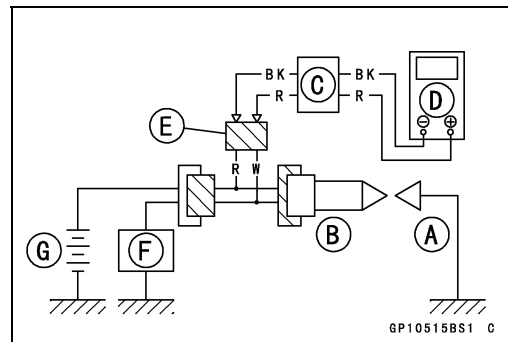 BK C BK
R R D
⊖ ⊕
E
R W
G F B A
GP10515BS1 C